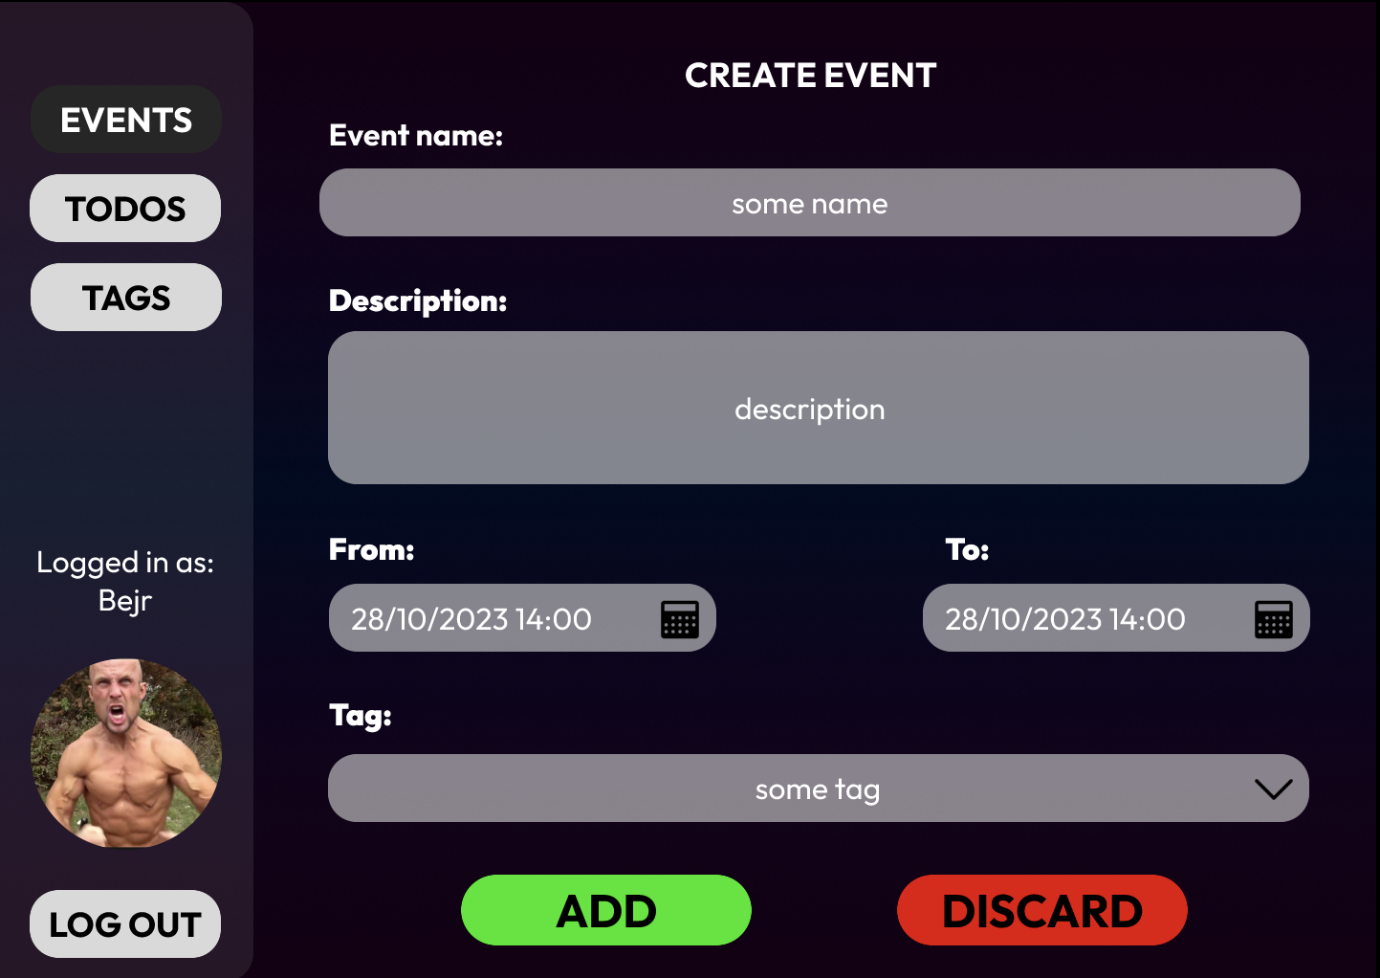 EVENTS
TODOS
TAGS
Logged in as:
Bejr
LOG OUT
CREATE EVENT
Event name:
some name
Description:
description
From:
28/10/2023 14:00
To:
28/10/2023 14:00
Tag:
some tag
ADD
DISCARD